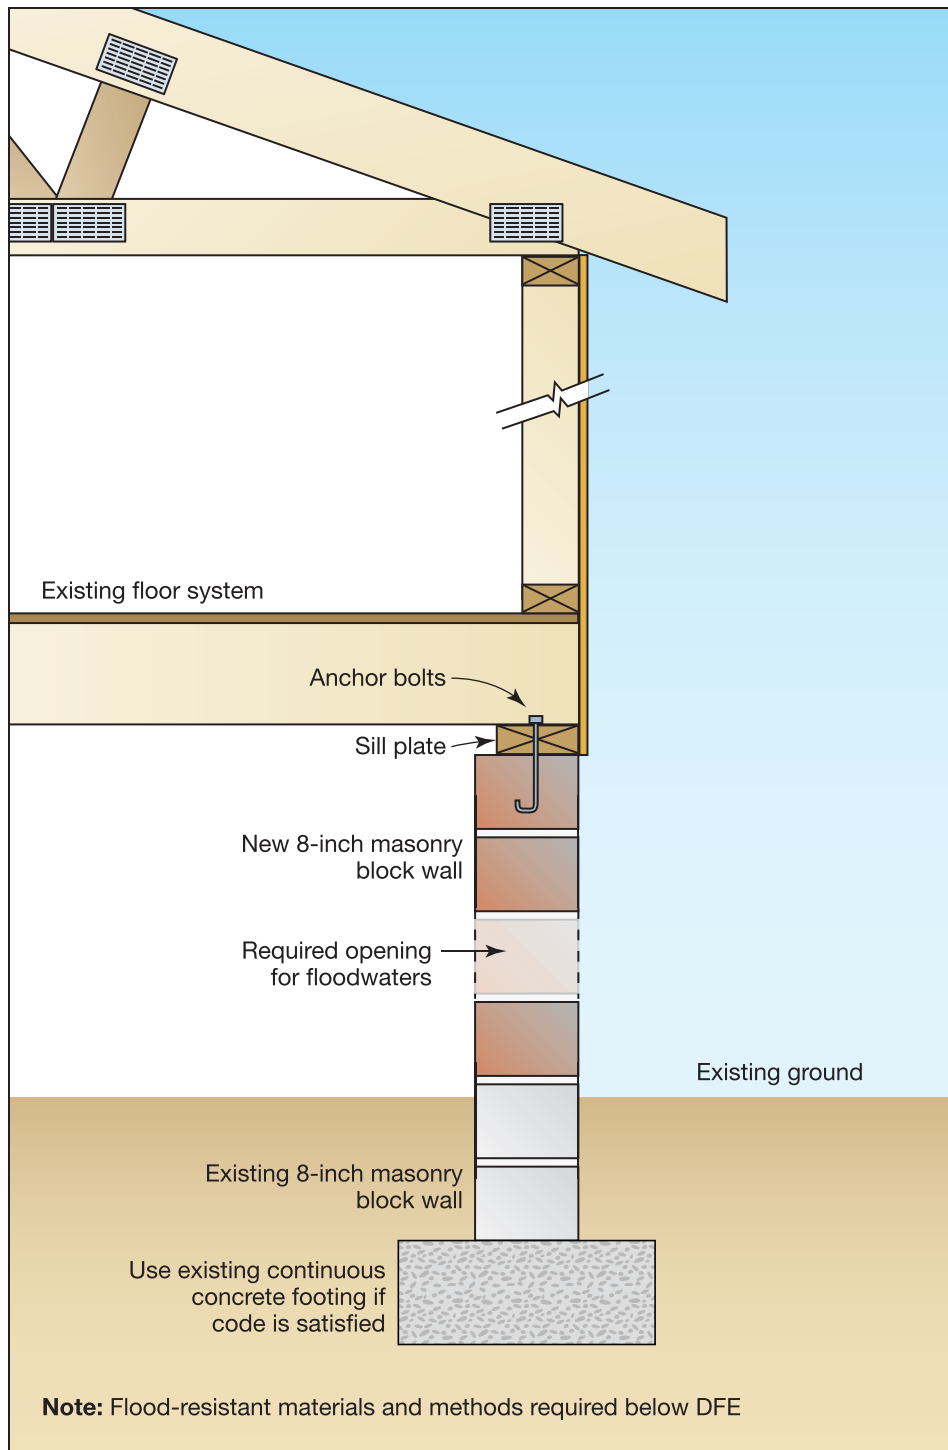 Existing floor system
Anchor bolts
Sill plate
New 8-inch masonry
block wall
Required opening
for floodwaters
Existing ground
Existing 8-inch masonry
block wall
Use existing continuous
concrete footing if
code is satisfied
Note: Flood-resistant materials and methods required below DFE